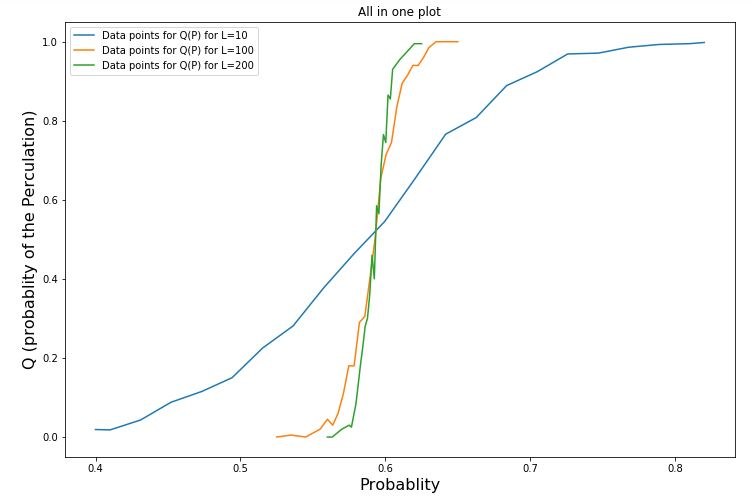 All in one plot
Data points for Q(P) for L=10
Data points for Q(P) for L=100
Data points for Q(P) for L=200
Q (probablity of the Perculation)
1.0
0.8
0.6
0.4
0.2
0.0
0.4 0.5 0.6 0.7 0.8
Probablity